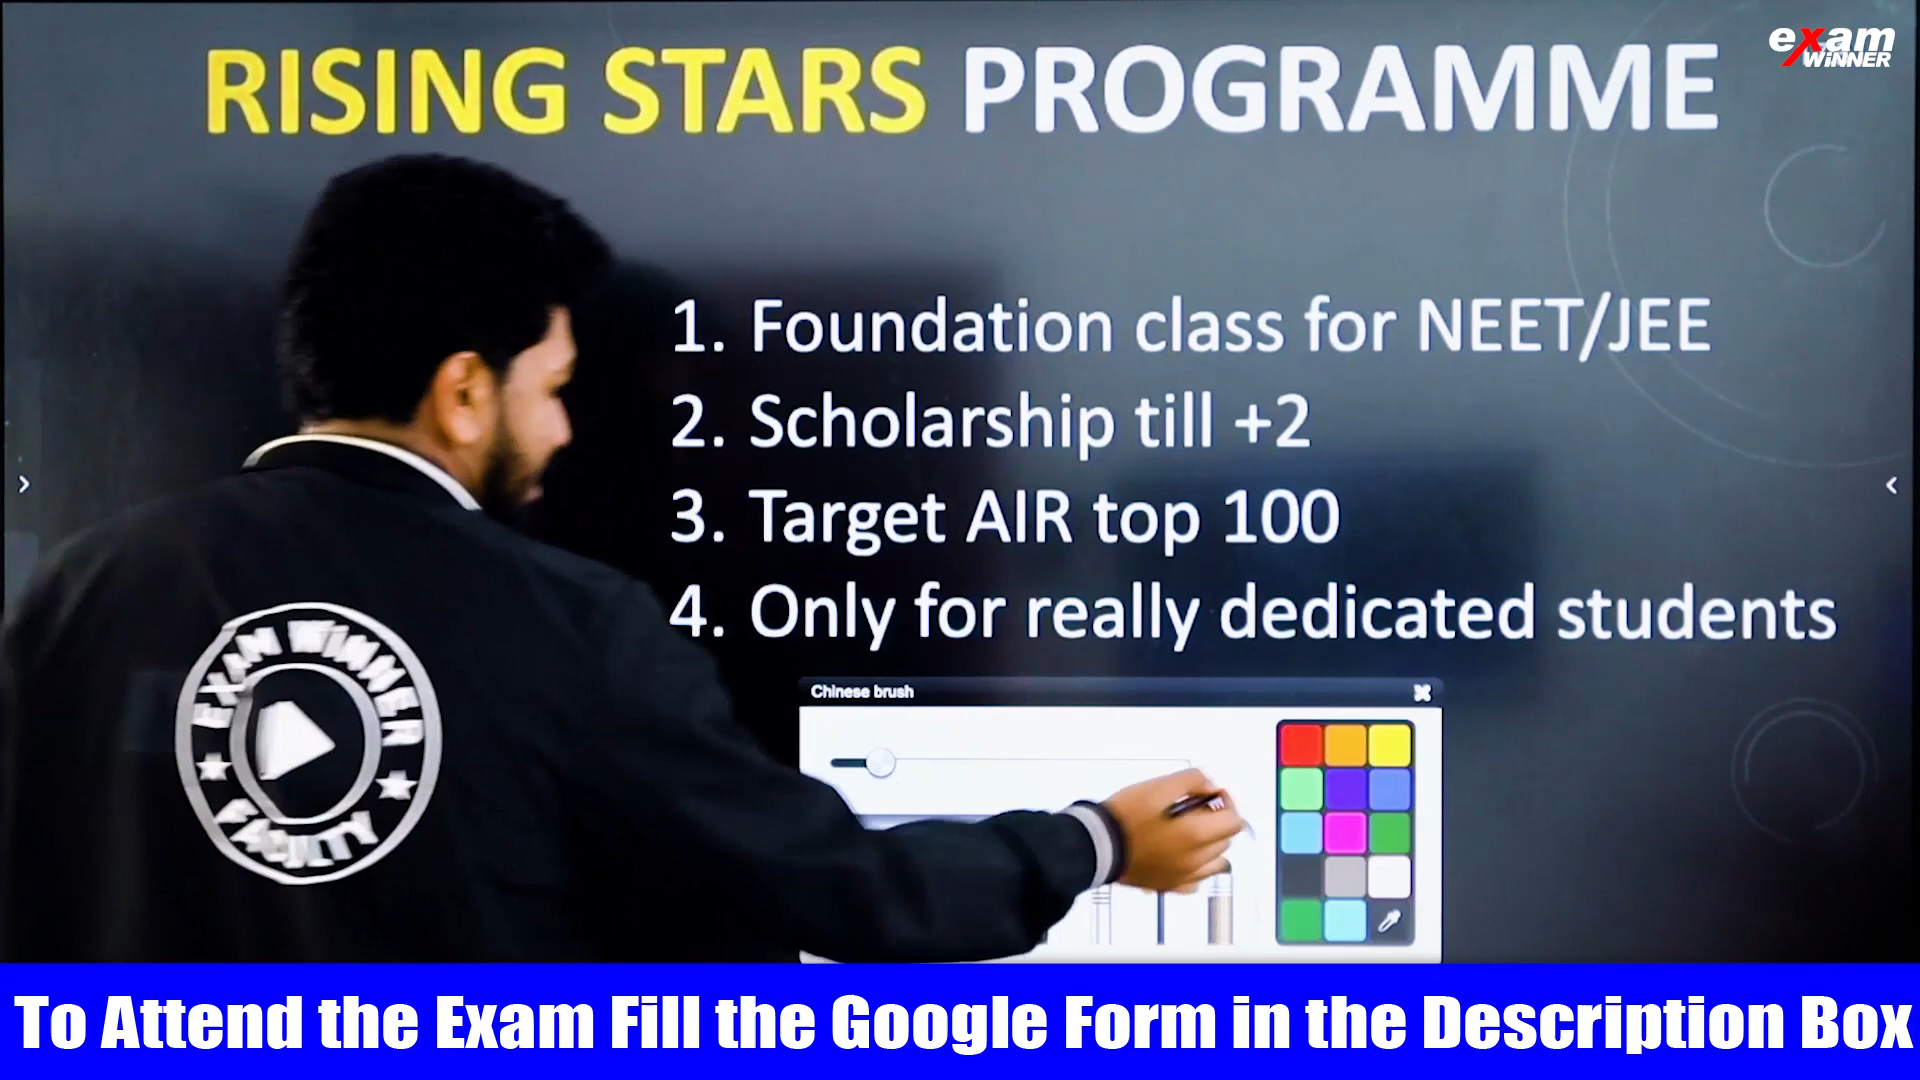 exam
WiNNER
RISING STARS PROGRAMME
1. Foundation class for NEET/JEE
2. Scholarship till +2
3. Target AIR top 100
4. Only for really dedicated students
Chinese brush
EXAM WiNNER
FACULTY
To Attend the Exam Fill the Google Form in the Description Box